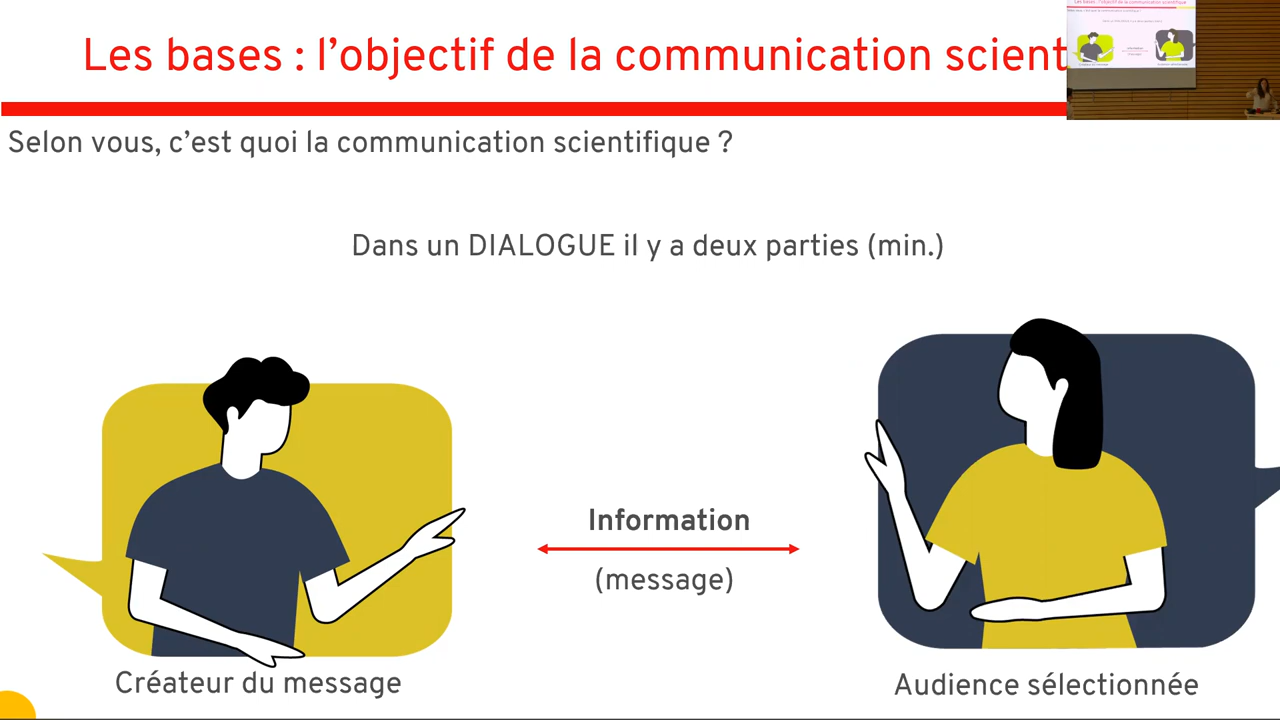 Les bases : l’objectif de la communication scient
Selon vous, c’est quoi la communication scientifique ?
Dans un DIALOGUE il y a deux parties (min.)
Information
(message)
Créateur du message
Audience sélectionnée